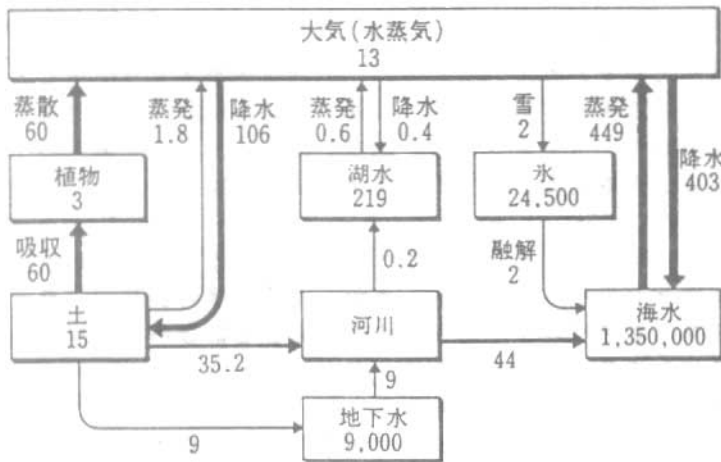 大気(水蒸気)
13
蒸散
60
蒸発
1.8
降水
106
蒸発
0.6
降水
0.4
雪
2
蒸発
449
降水
403
植物
3
湖水
219
氷
24,500
吸収
60
0.2
融解
2
土
15
河川
海水
1,350,000
35.2
44
9
地下水
9,000
9